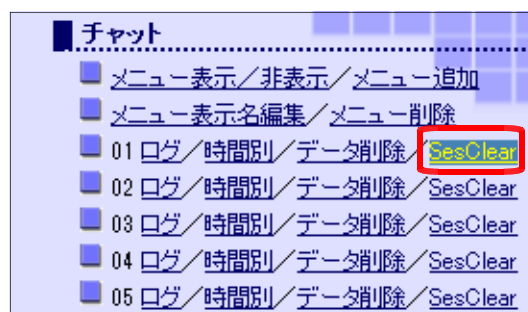 チャット
メニュー表示／非表示／メニュー追加
メニュー表示名編集／メニュー削除
01 ログ／時間別／データ削除／SesClear
02 ログ／時間別／データ削除／SesClear
03 ログ／時間別／データ削除／SesClear
04 ログ／時間別／データ削除／SesClear
05 ログ／時間別／データ削除／SesClear